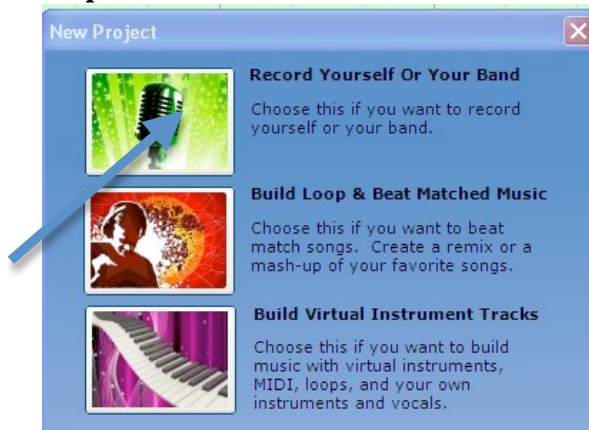 New Project
Record Yourself Or Your Band
Choose this if you want to record
yourself or your band.
Build Loop & Beat Matched Music
Choose this if you want to beat
match songs. Create a remix or a
mash-up of your favorite songs.
Build Virtual Instrument Tracks
Choose this if you want to build
music with virtual instruments,
MIDI, loops, and your own
instruments and vocals.